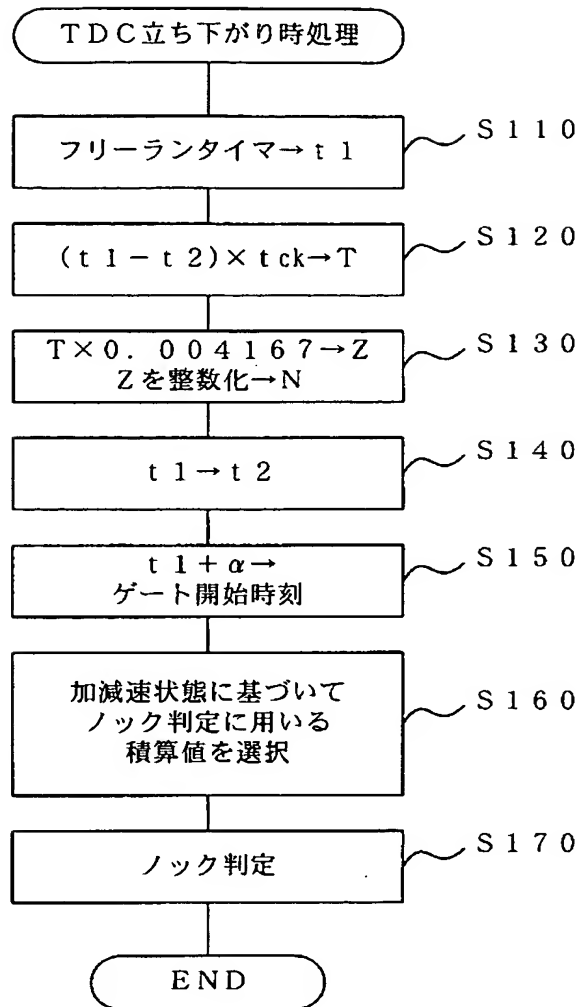 TDC立ち下がり時処理
フリーランタイマ→t1
S110
(t1-t2)×tck→T
S120
T×0.004167→Z
Zを整数化→N
S130
t1→t2
S140
t1+α→
ゲート開始時刻
S150
加減速状態に基づいて
ノック判定に用いる
積算値を選択
S160
ノック判定
S170
END